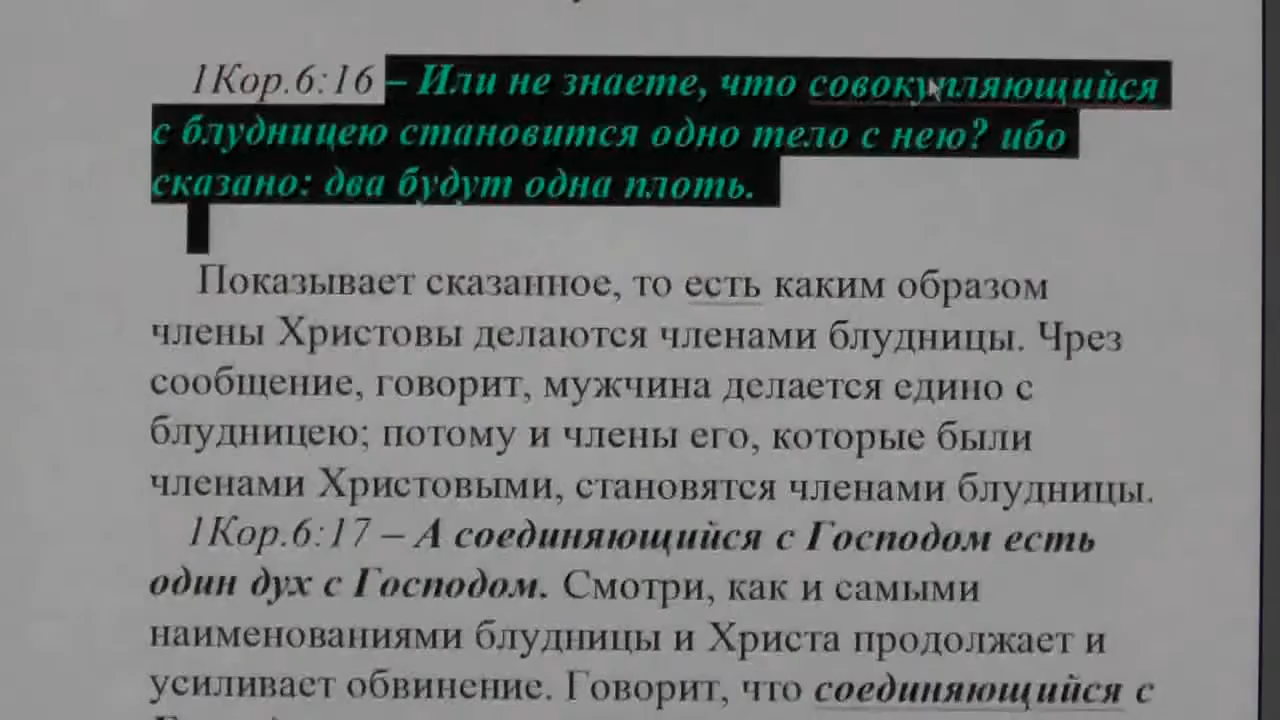 1Кор.6:16 – Или не знаете, что совокупляющийся
с блудницею становится одно тело с нею? ибо
сказано: два будут одна плоть.
Показывает сказанное, то есть каким образом
члены Христовы делаются членами блудницы. Чрез
сообщение, говорит, мужчина делается едино с
блудницею; потому и члены его, которые были
членами Христовыми, становятся членами блудницы.
1Кор.6:17 – А соединяющийся с Господом есть
один дух с Господом. Смотри, как и самыми
наименованиями блудницы и Христа продолжает и
усиливает обвинение. Говорит, что соединяющийся с